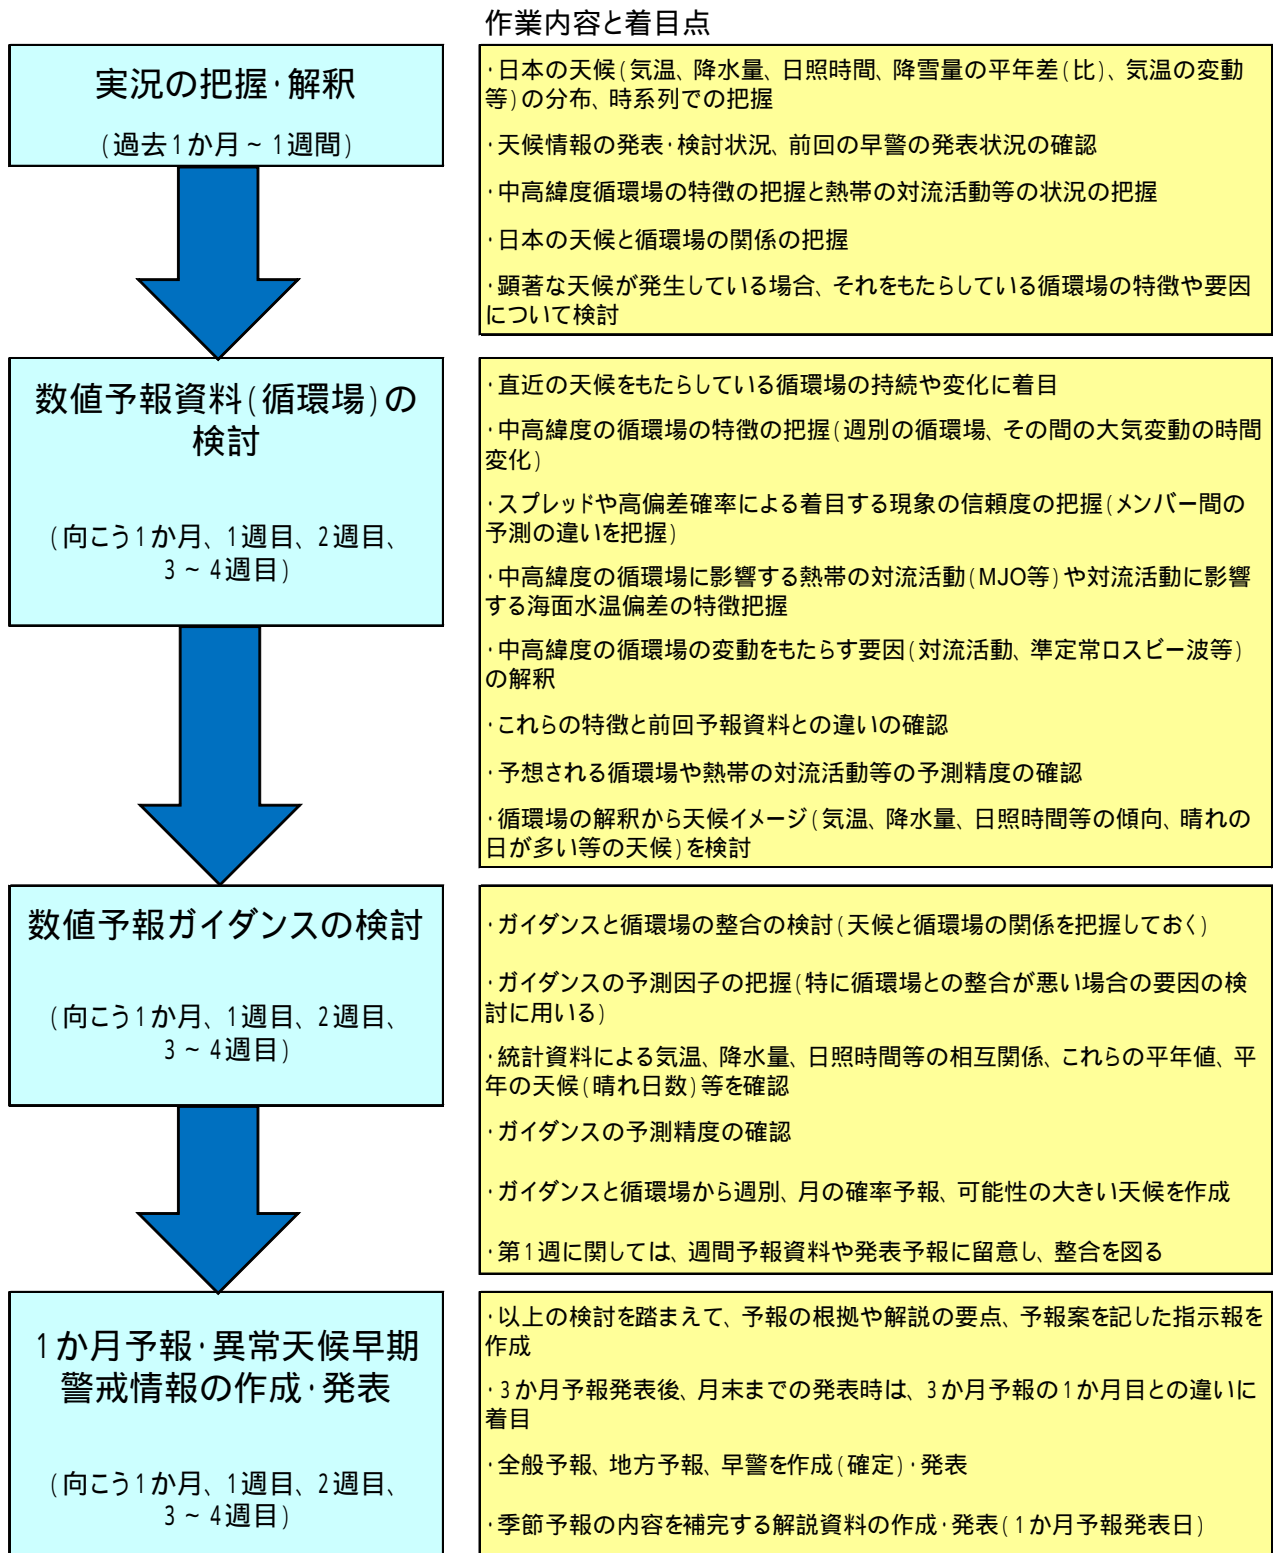 作業内容と着目点
実況の把握・解釈
(過去1か月~1週間)
・日本の天候(気温、降水量、日照時間、降雪量の平年差(比)、気温の変動
等)の分布、時系列での把握
・天候情報の発表・検討状況、前回の早警の発表状況の確認
・中高緯度循環場の特徴の把握と熱帯の対流活動等の状況の把握
・日本の天候と循環場の関係の把握
・顕著な天候が発生している場合、それをもたらしている循環場の特徴や要因
について検討
数値予報資料(循環場)の
検討
(向こう1か月、1週目、2週目、
3~4週目)
・直近の天候をもたらしている循環場の持続や変化に着目
・中高緯度の循環場の特徴の把握(週別の循環場、その間の大気変動の時間
変化)
・スプレッドや高偏差確率による着目する現象の信頼度の把握(メンバー間の
予測の違いを把握)
・中高緯度の循環場に影響する熱帯の対流活動(MJO等)や対流活動に影響
する海面水温偏差の特徴把握
・中高緯度の循環場の変動をもたらす要因(対流活動、準定常ロスビー波等)
の解釈
・これらの特徴と前回予報資料との違いの確認
・予想される循環場や熱帯の対流活動等の予測精度の確認
・循環場の解釈から天候イメージ(気温、降水量、日照時間等の傾向、晴れの
日が多い等の天候)を検討
数値予報ガイダンスの検討
(向こう1か月、1週目、2週目、
3~4週目)
・ガイダンスと循環場の整合の検討(天候と循環場の関係を把握しておく)
・ガイダンスの予測因子の把握(特に循環場との整合が悪い場合の要因の検
討に用いる)
・統計資料による気温、降水量、日照時間等の相互関係、これらの平年値、平
年の天候(晴れ日数)等を確認
・ガイダンスの予測精度の確認
・ガイダンスと循環場から週別、月の確率予報、可能性の大きい天候を作成
・第1週に関しては、週間予報資料や発表予報に留意し、整合を図る
1か月予報・異常天候早期
警戒情報の作成・発表
(向こう1か月、1週目、2週目、
3~4週目)
・以上の検討を踏まえて、予報の根拠や解説の要点、予報案を記した指示報を
作成
・3か月予報発表後、月末までの発表時は、3か月予報の1か月目との違いに
着目
・全般予報、地方予報、早警を作成(確定)・発表
・季節予報の内容を補完する解説資料の作成・発表(1か月予報発表日)